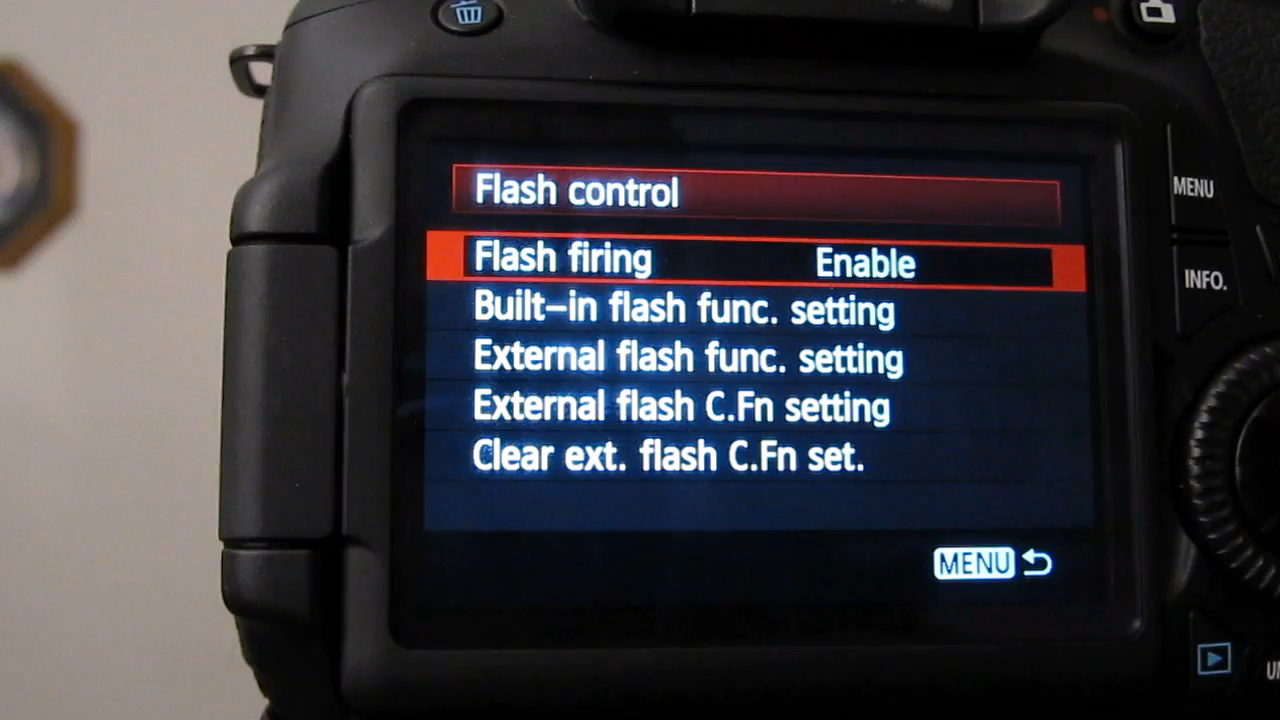 Flash control
Flash firing Enable
Built-in flash func. setting
External flash func. setting
External flash C.Fn setting
Clear ext. flash C.Fn set.
MENU
MENU
INFO.